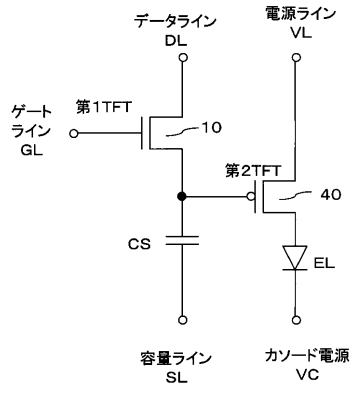 データライン
DL
電源ライン
VL
ゲート
ライン
GL
第1TFT
10
第2TFT
40
CS
EL
容量ライン
SL
カソード電源
VC